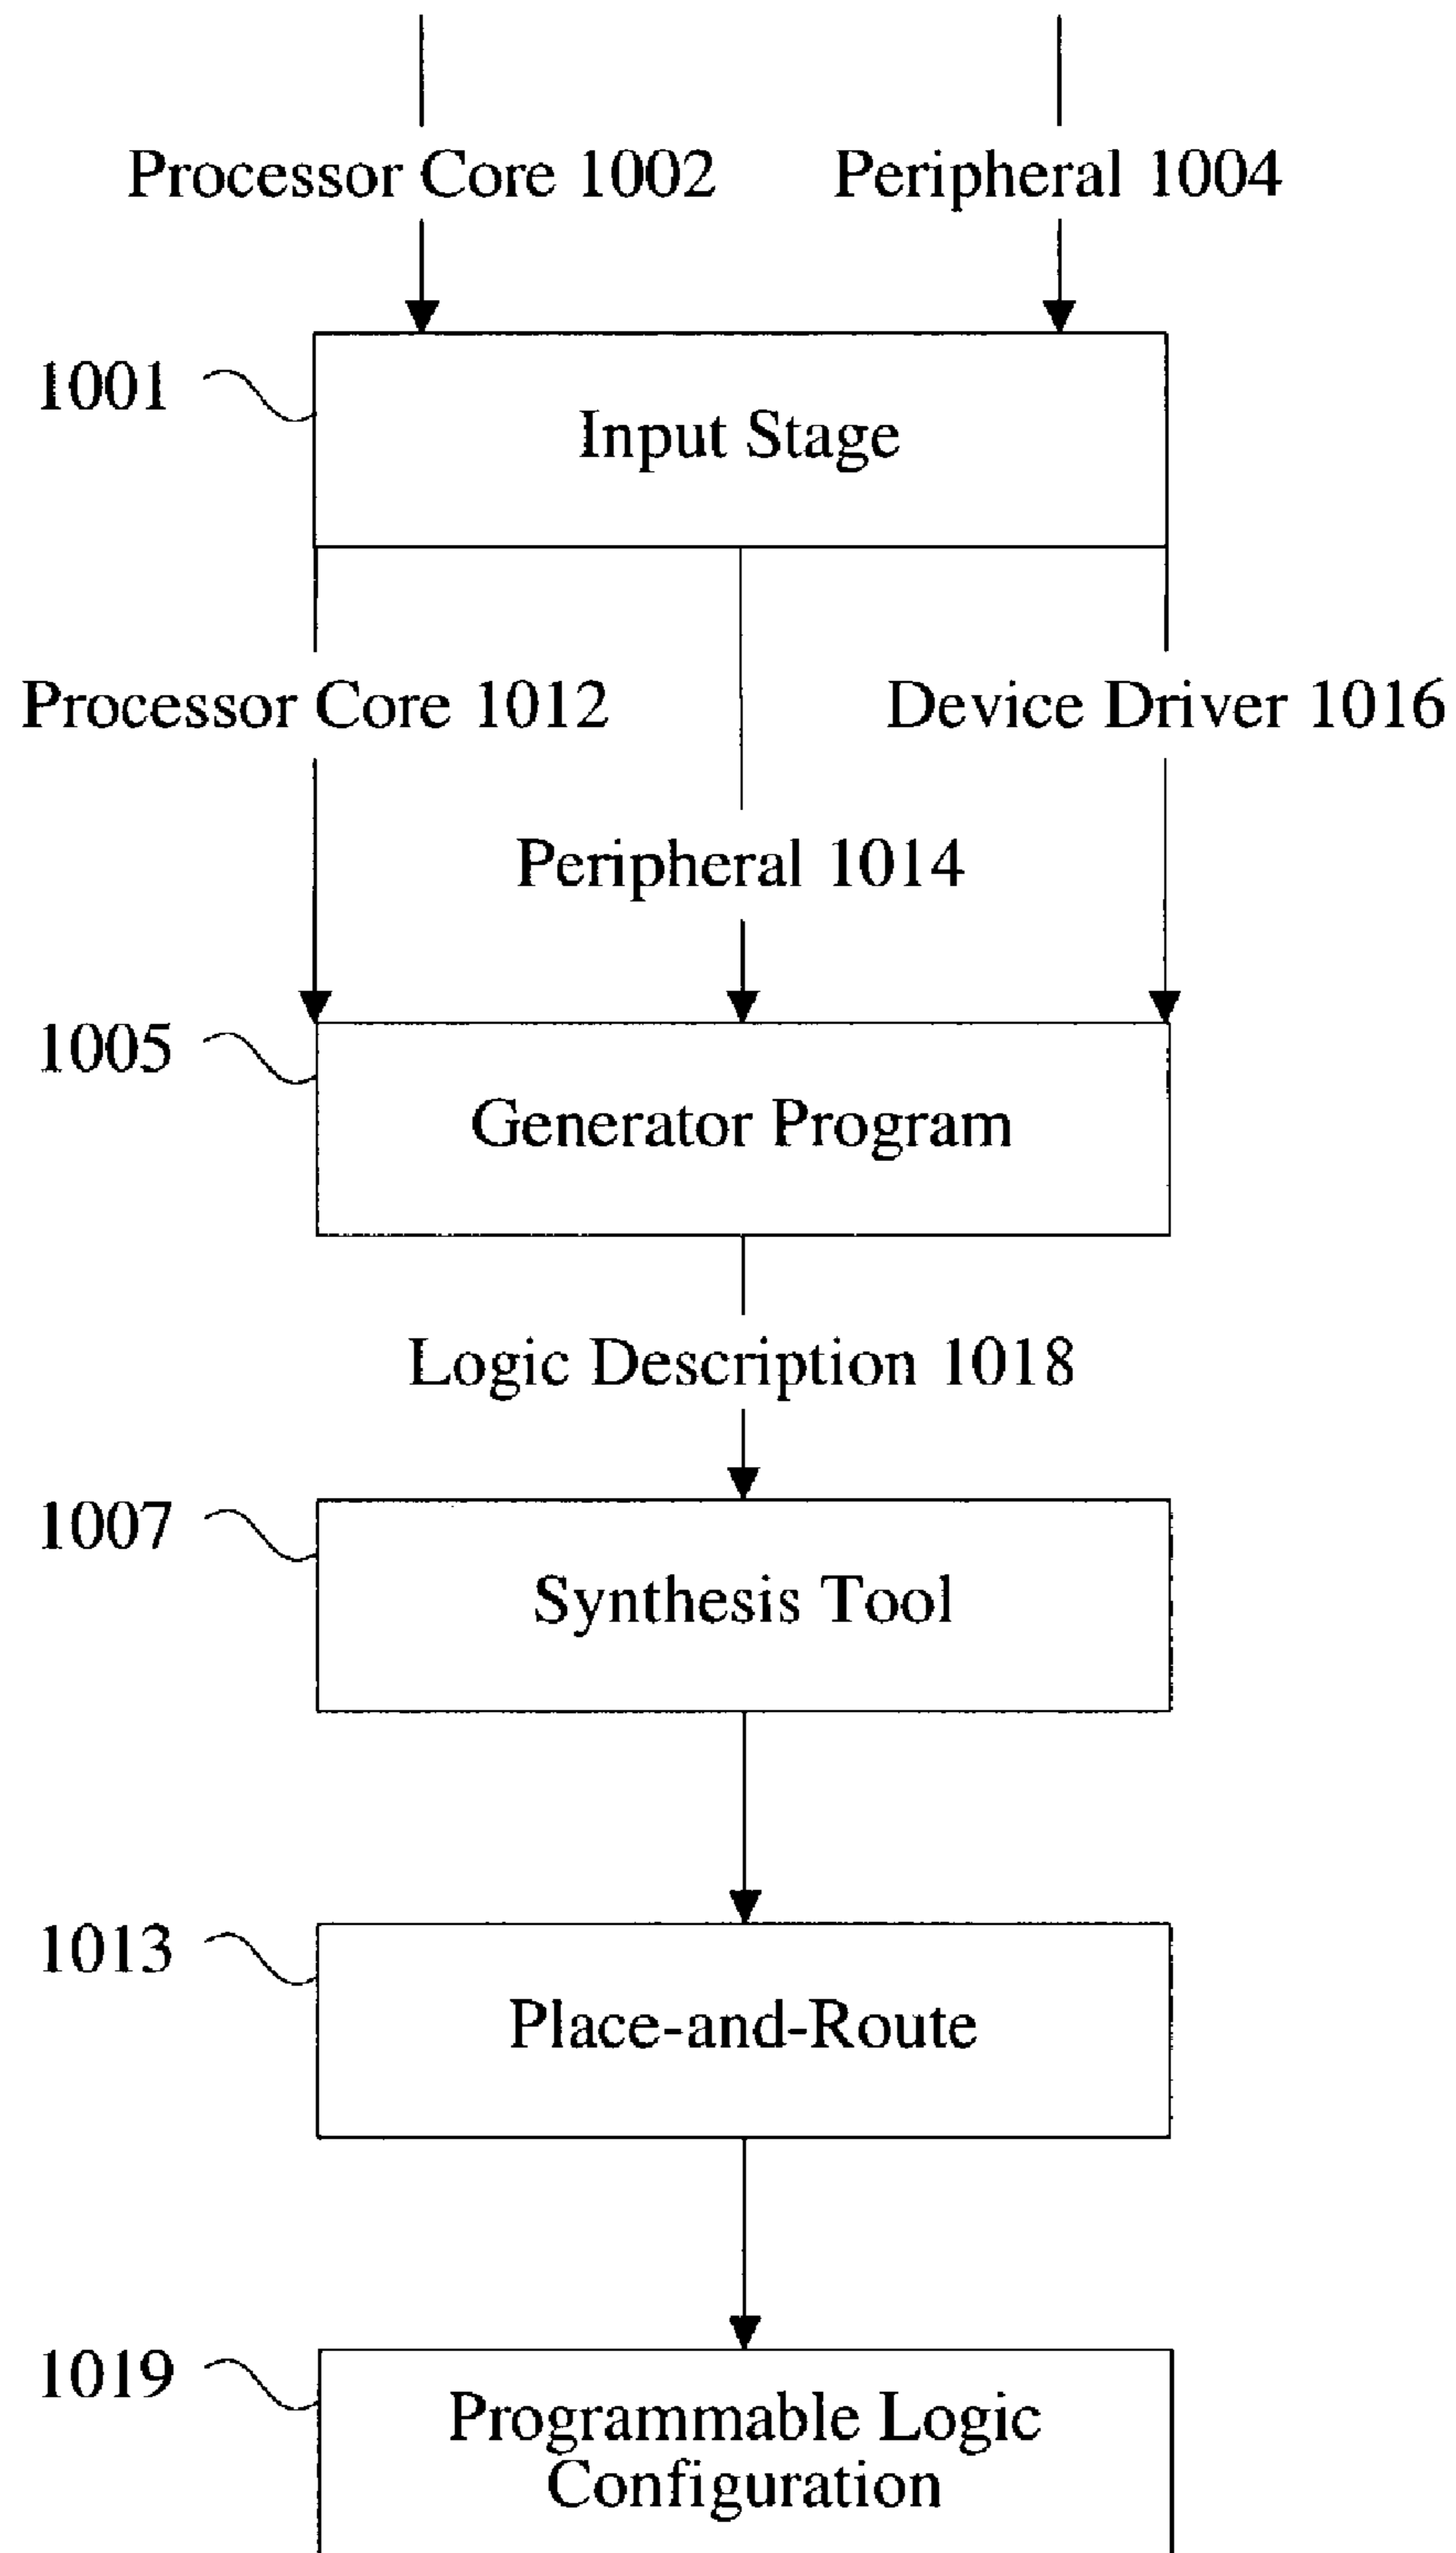 Processor Core 1002
Peripheral 1004
1001
Input Stage
Processor Core 1012
Device Driver 1016
Peripheral 1014
1005
Generator Program
Logic Description 1018
1007
Synthesis Tool
1013
Place-and-Route
1019
Programmable Logic
Configuration